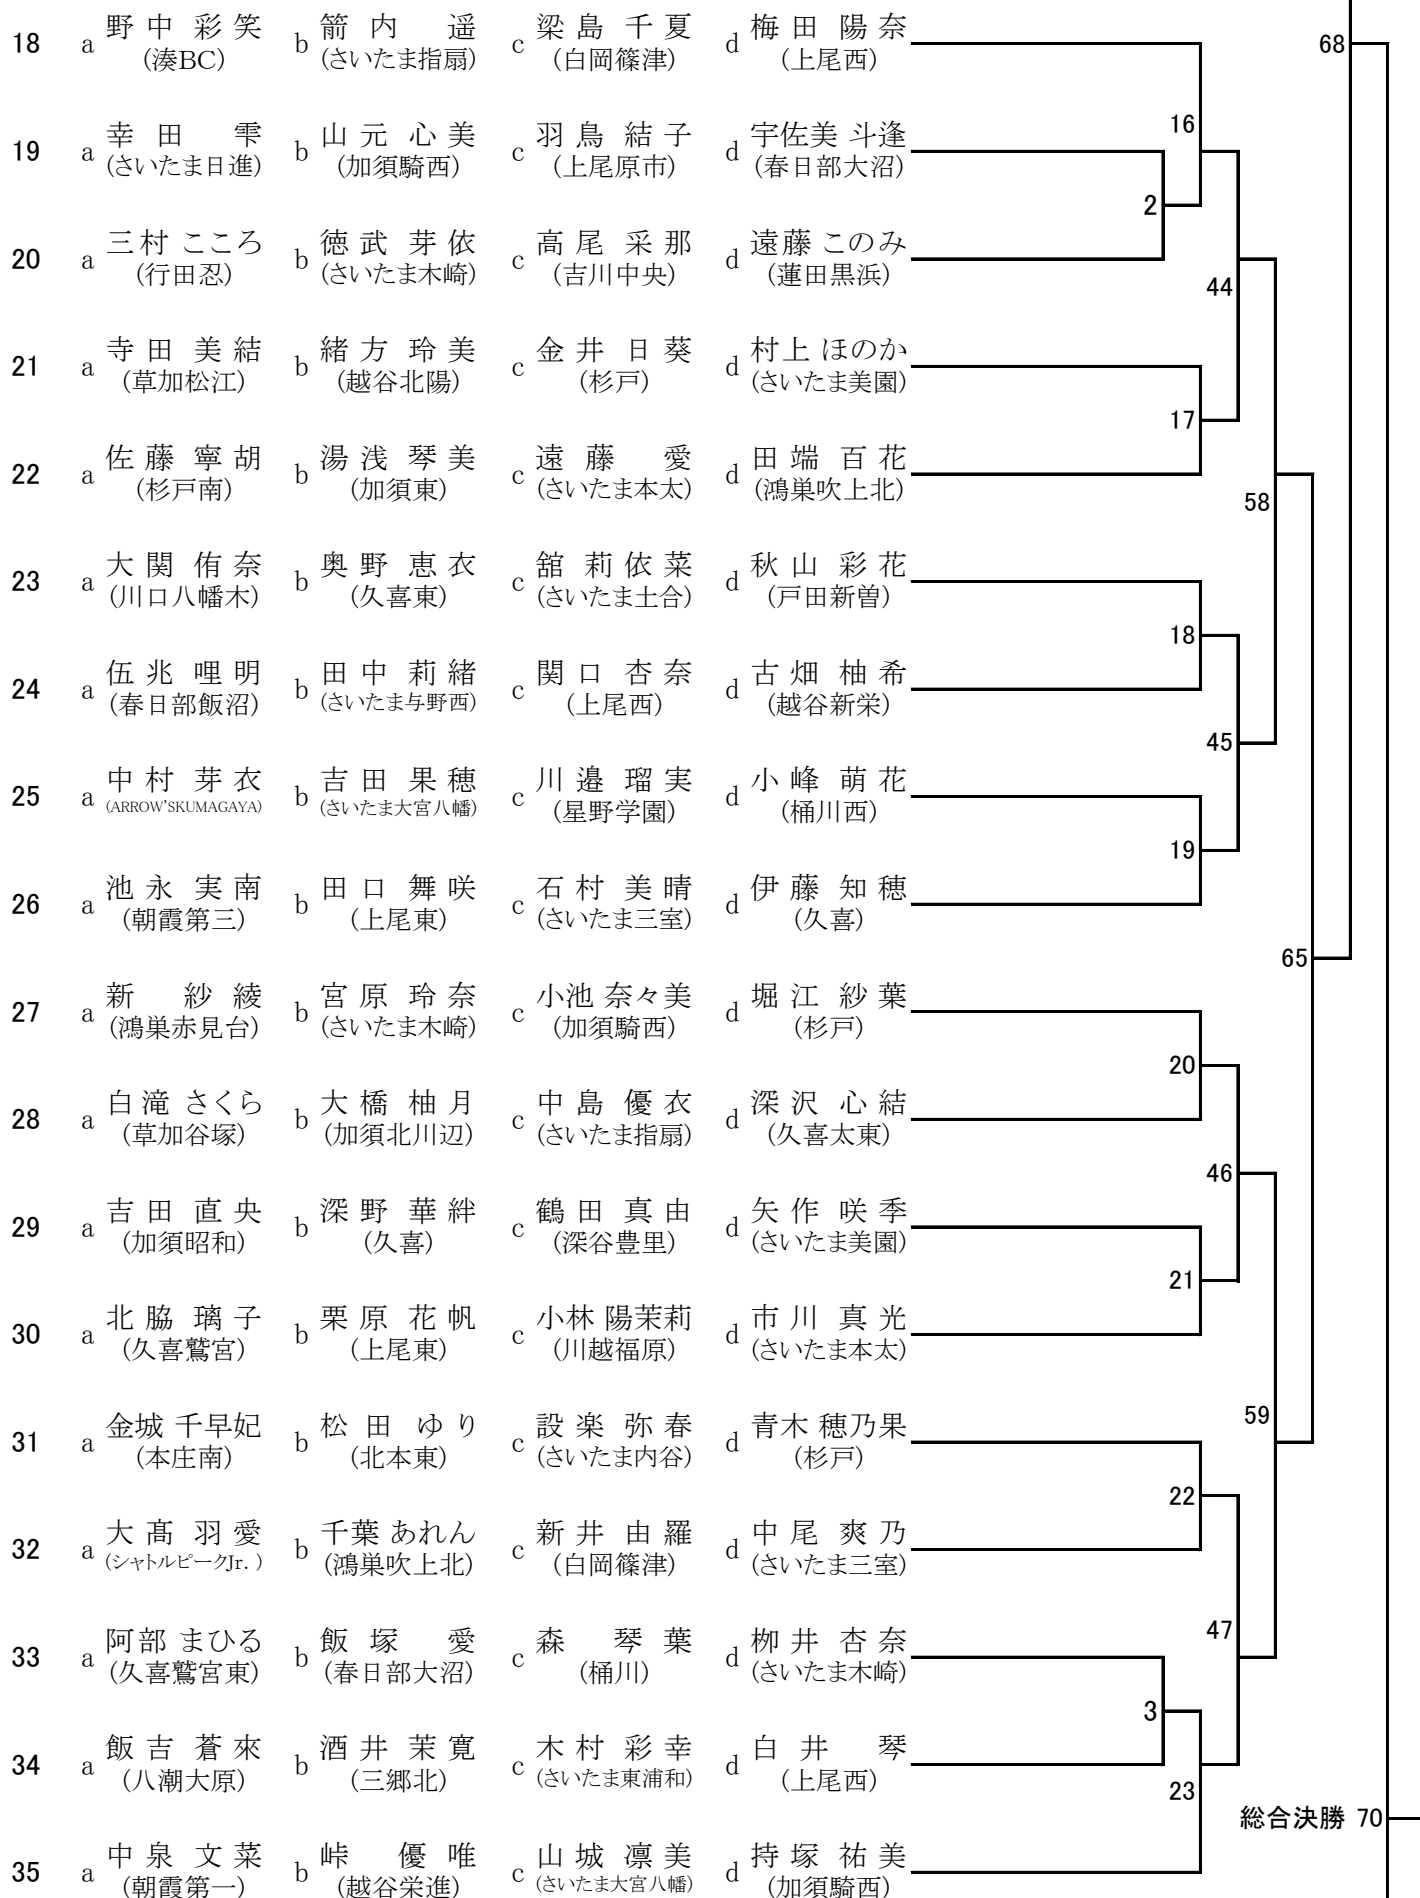 18 a 野中 彩笑 b 箭内 遥 c 梁島 千夏 d 梅田 陽奈 68
(湊BC) (さいたま指扇) (白岡篠津) (上尾西)
16
19 a 幸田 雫 b 山元 心美 c 羽鳥 結子 d 宇佐美 斗逢
(さいたま日進) (加須騎西) (上尾原市) (春日部大沼)
2
20 a 三村 こころ b 徳武 芽依 c 高尾 采那 d 遠藤 このみ
(行田忍) (さいたま木崎) (吉川中央) (蓮田黒浜)
44
21 a 寺田 美結 b 緒方 玲美 c 金井 日葵 d 村上 ほのか
(草加松江) (越谷北陽) (杉戸) (さいたま美園)
17
22 a 佐藤 寧胡 b 湯浅 琴美 c 遠藤 愛 d 田端 百花
(杉戸南) (加須東) (さいたま本太) (鴻巣吹上北)
58
23 a 大関 侑奈 b 奥野 恵衣 c 舘 莉依菜 d 秋山 彩花
(川口八幡木) (久喜東) (さいたま土合) (戸田新曽)
18
24 a 伍兆 哩明 b 田中 莉緒 c 関口 杏奈 d 古畑 柚希
(春日部飯沼) (さいたま与野西) (上尾西) (越谷新栄)
45
25 a 中村 芽衣 b 吉田 果穂 c 川邉 瑠実 d 小峰 萌花
(ARROW'SKUMAGAYA) (さいたま大宮八幡) (星野学園) (桶川西)
19
26 a 池永 実南 b 田口 舞咲 c 石村 美晴 d 伊藤 知穂
(朝霞第三) (上尾東) (さいたま三室) (久喜)
65
27 a 新 紗綾 b 宮原 玲奈 c 小池 奈々美 d 堀江 紗葉
(鴻巣赤見台) (さいたま木崎) (加須騎西) (杉戸)
20
28 a 白滝 さくら b 大橋 柚月 c 中島 優衣 d 深沢 心結
(草加谷塚) (加須北川辺) (さいたま指扇) (久喜太東)
46
29 a 吉田 直央 b 深野 華絆 c 鶴田 真由 d 矢作 咲季
(加須昭和) (久喜) (深谷豊里) (さいたま美園)
21
30 a 北脇 璃子 b 栗原 花帆 c 小林 陽茉莉 d 市川 真光
(久喜鷲宮) (上尾東) (川越福原) (さいたま本太)
59
31 a 金城 千早妃 b 松田 ゆり c 設楽 弥春 d 青木 穂乃果
(本庄南) (北本東) (さいたま内谷) (杉戸)
22
32 a 大髙 羽愛 b 千葉 あれん c 新井 由羅 d 中尾 爽乃
(シャトルピークJr.) (鴻巣吹上北) (白岡篠津) (さいたま三室)
47
33 a 阿部 まひる b 飯塚 愛 c 森 琴葉 d 栁井 杏奈
(久喜鷲宮東) (春日部大沼) (桶川) (さいたま木崎)
3
34 a 飯吉 蒼來 b 酒井 茉寛 c 木村 彩幸 d 白井 琴
(八潮大原) (三郷北) (さいたま東浦和) (上尾西)
23
総合決勝 70
35 a 中泉 文菜 b 峠 優唯 c 山城 凛美 d 持塚 祐美
(朝霞第一) (越谷栄進) (さいたま大宮八幡) (加須騎西)